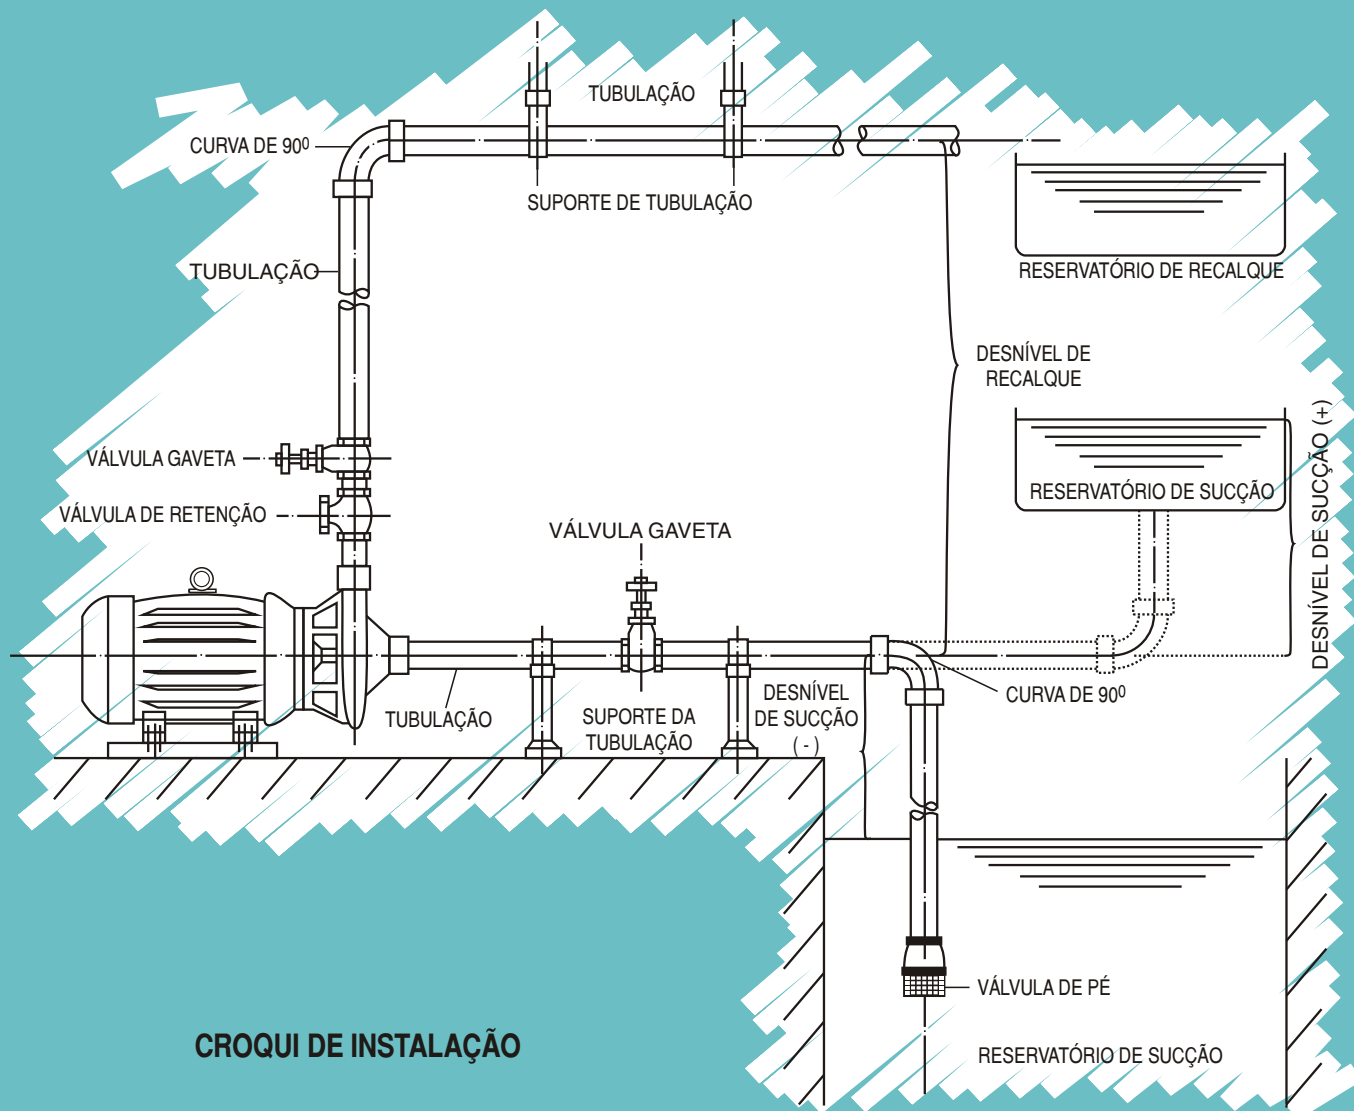 TUBULAÇÃO
CURVA DE 90⁰
SUPORTE DE TUBULAÇÃO
TUBULAÇÃO
RESERVATÓRIO DE RECALQUE
DESNÍVEL DE
RECALQUE
VÁLVULA GAVETA
VÁLVULA DE RETENÇÃO
RESERVATÓRIO DE SUCÇÃO
DESNÍVEL DE SUCÇÃO (+)
VÁLVULA GAVETA
TUBULAÇÃO
SUPORTE DA
TUBULAÇÃO
DESNÍVEL
DE SUCÇÃO
( - )
CURVA DE 90⁰
VÁLVULA DE PÉ
CROQUI DE INSTALAÇÃO
RESERVATÓRIO DE SUCÇÃO